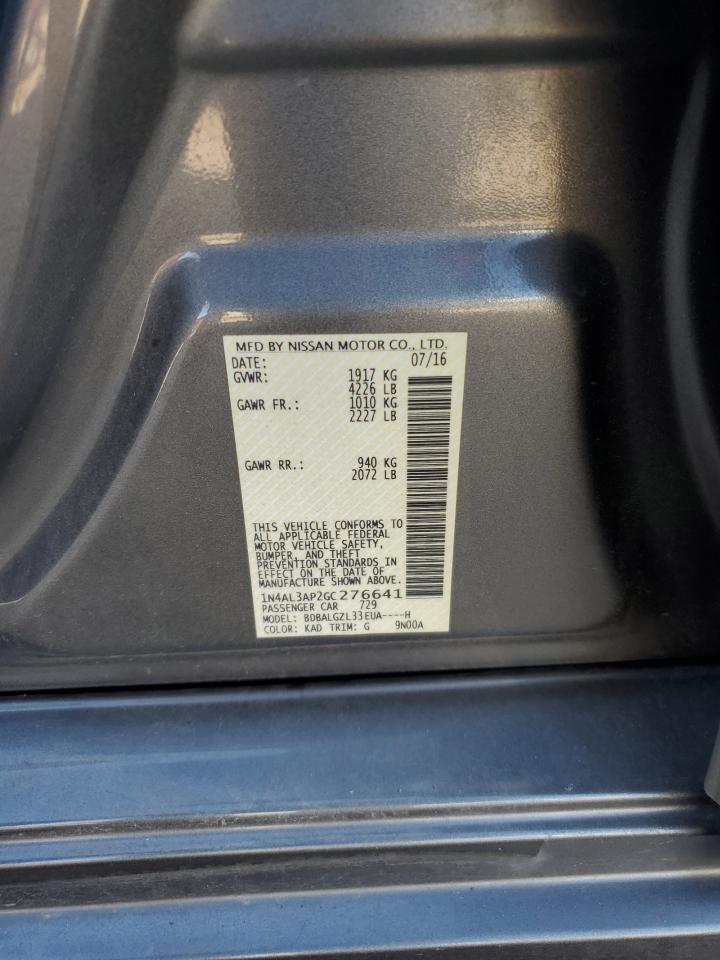 MFD BY NISSAN MOTOR CO., LTD.
DATE: 07/16
GVWR: 1917 KG
4226 LB
GAWR FR.: 1010 KG
2227 LB
GAWR RR.: 940 KG
2072 LB
THIS VEHICLE CONFORMS TO
ALL APPLICABLE FEDERAL
MOTOR VEHICLE SAFETY,
BUMPER, AND THEFT
PREVENTION STANDARDS IN
EFFECT ON THE DATE OF
MANUFACTURE SHOWN ABOVE.
1N4AL3AP2GC276641
PASSENGER CAR 729
MODEL: BDBALGZL33EUA----H
COLOR: KAD TRIM: G 9N00A